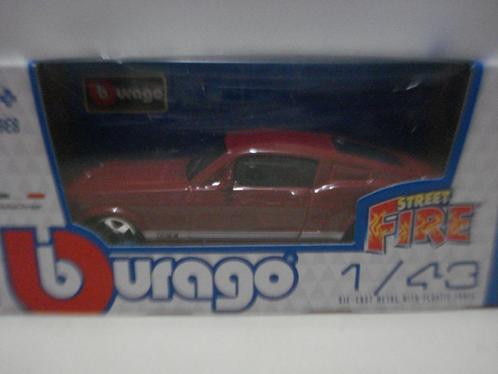 burago
STREET
FIRE
burago
1/43
DIE-CAST METAL WITH PLASTIC PARTS